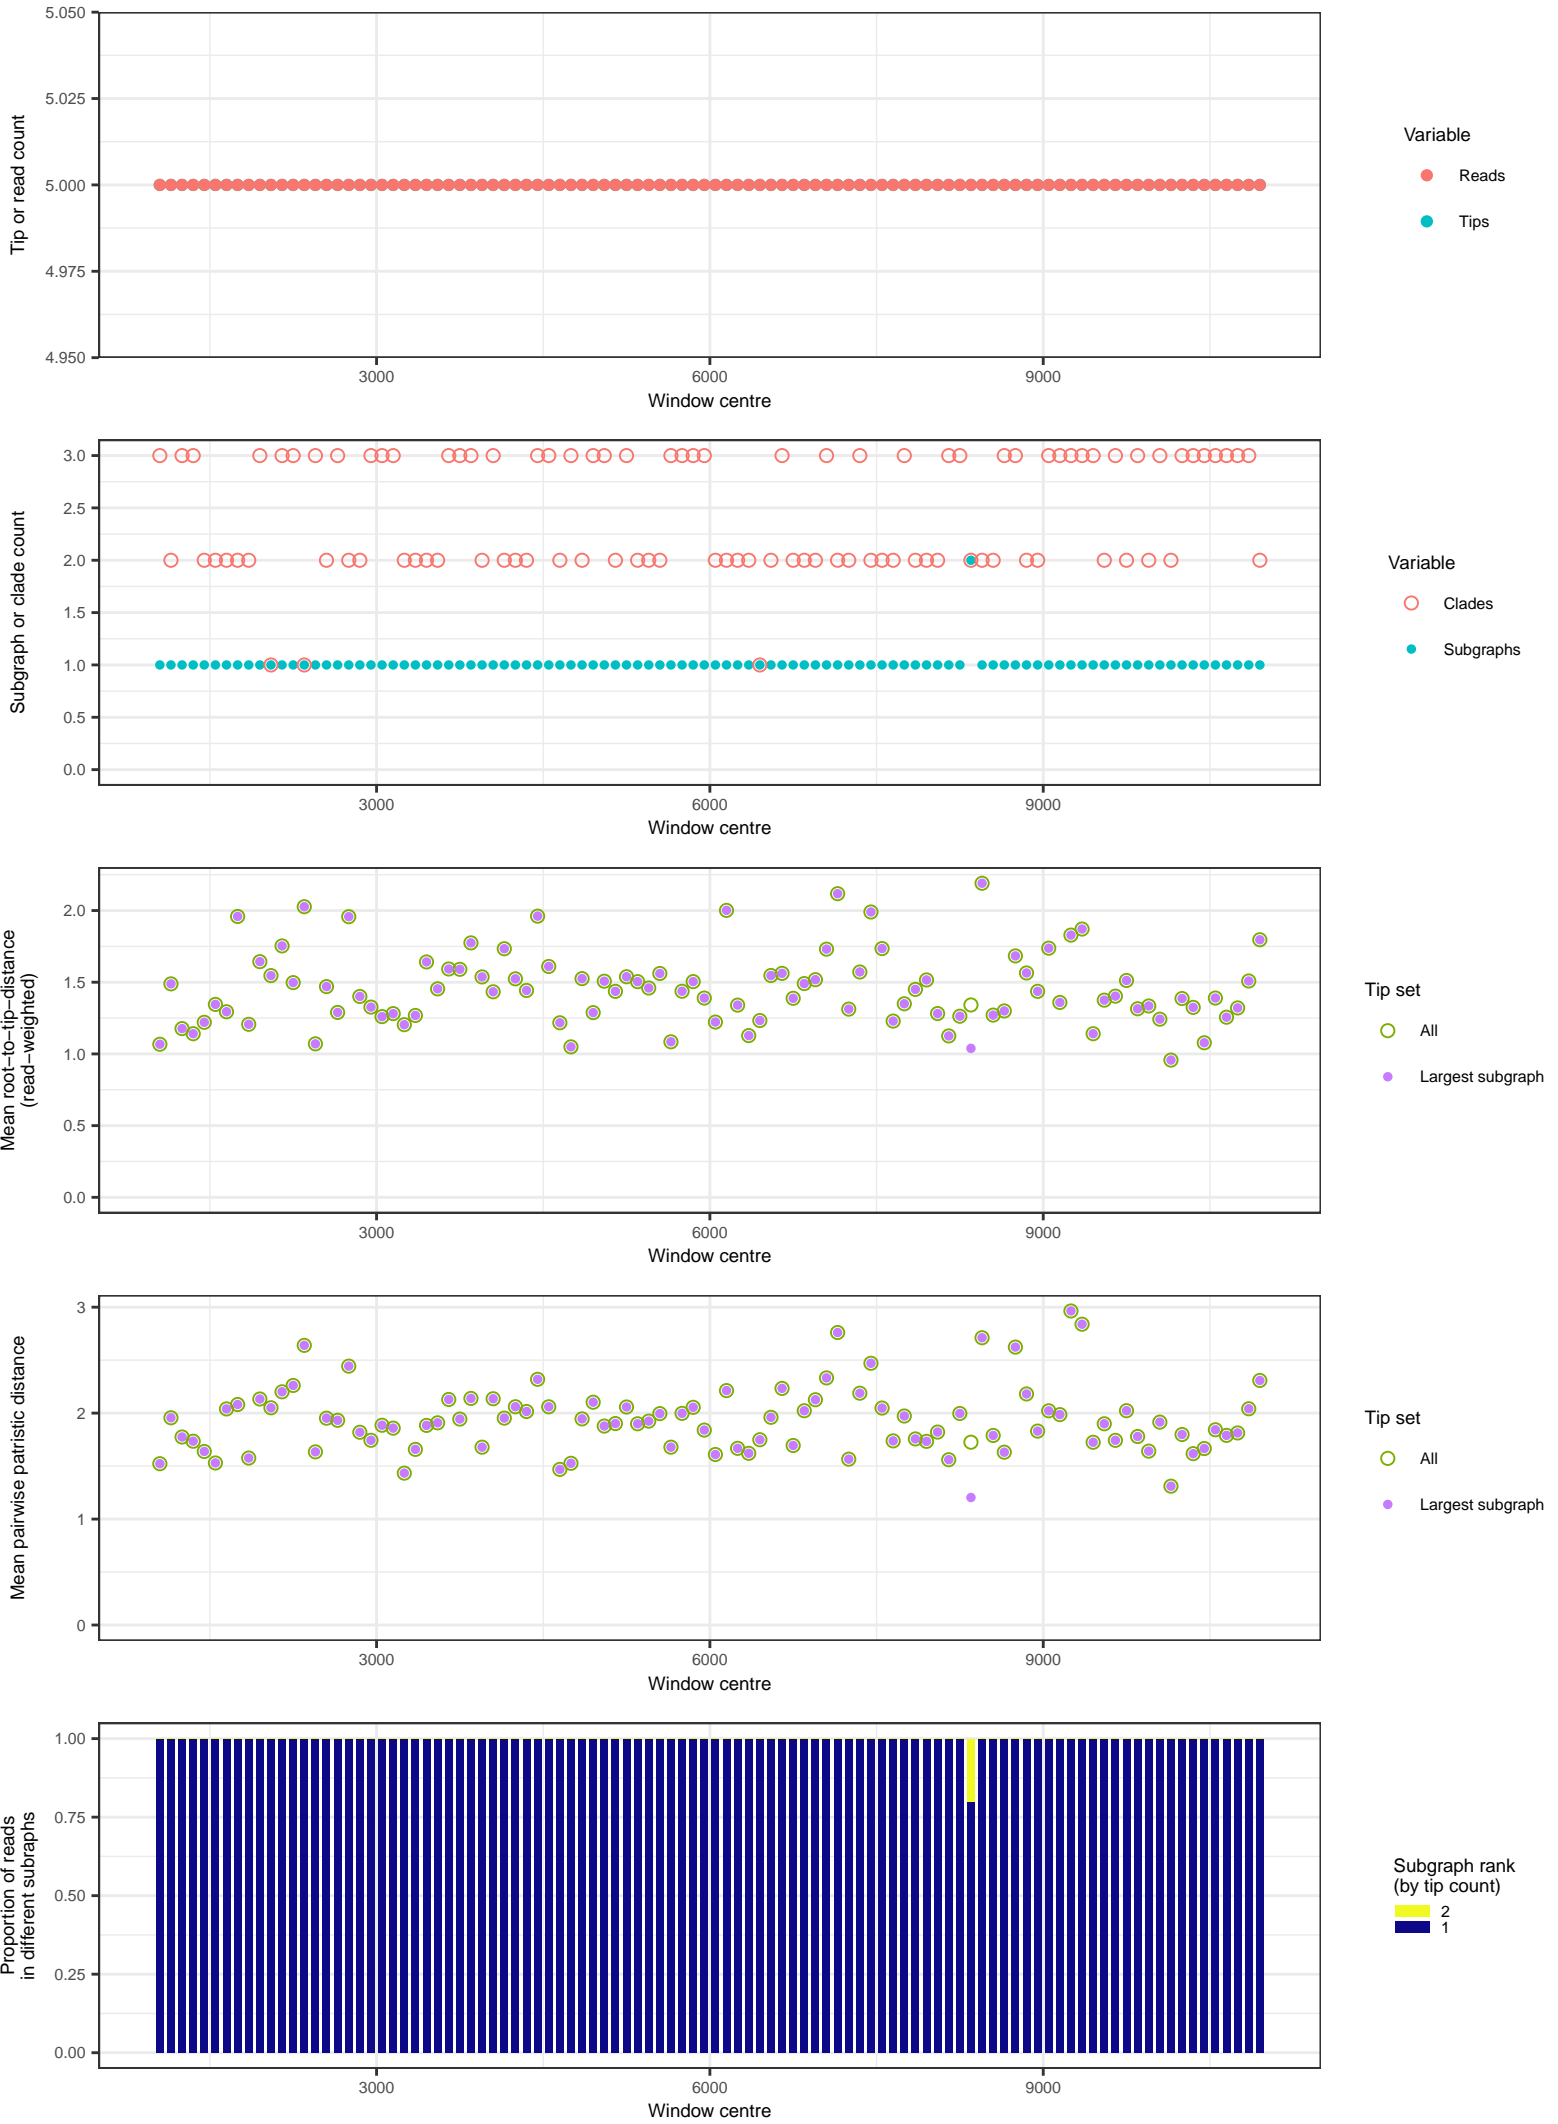 5.050
5.025
5.000
4.975
4.950
Tip or read count
3000 6000 9000
Window centre
Variable
Reads
Tips
3.0
2.5
2.0
1.5
1.0
0.5
0.0
Subgraph or clade count
3000 6000 9000
Window centre
Variable
Clades
Subgraphs
2.0
1.5
1.0
0.5
0.0
Mean root−to−tip−distance
(read−weighted)
3000 6000 9000
Window centre
Tip set
All
Largest subgraph
3
2
1
0
Mean pairwise patristic distance
3000 6000 9000
Window centre
Tip set
All
Largest subgraph
1.00
0.75
0.50
0.25
0.00
Proportion of reads
in different subraphs
3000 6000 9000
Window centre
Subgraph rank
(by tip count)
2
1